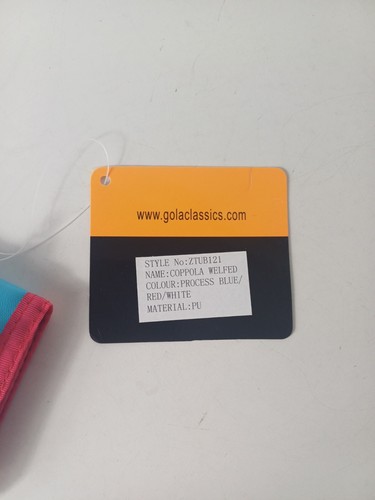 www.golaclassics.com
STYLE No:ZTUB121
NAME:COPPOLA WELFED
COLOUR:PROCESS BLUE/
RED/WHITE
MATERIAL:PU